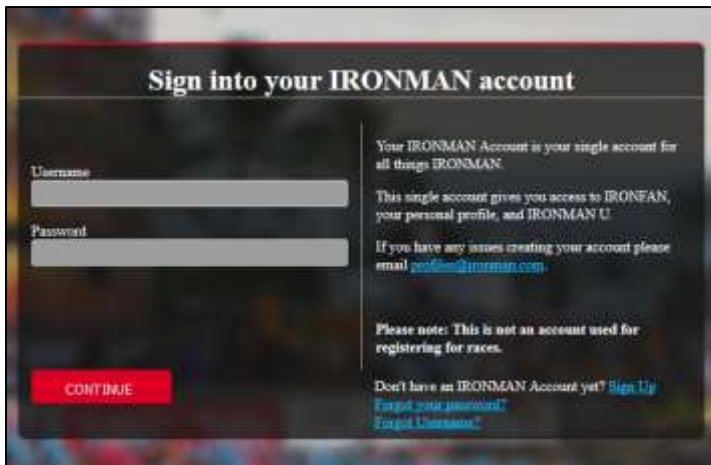 Sign into your IRONMAN account
Username
Password
CONTINUE
Your IRONMAN Account is your single account for
all things IRONMAN.
This single account gives you access to IRONFAN,
your personal profile, and IRONMAN U.
If you have any issues creating your account please
email profiles@ironman.com.
Please note: This is not an account used for
registering for races.
Don't have an IRONMAN Account yet? Sign Up
Forgot your password?
Forgot Username?